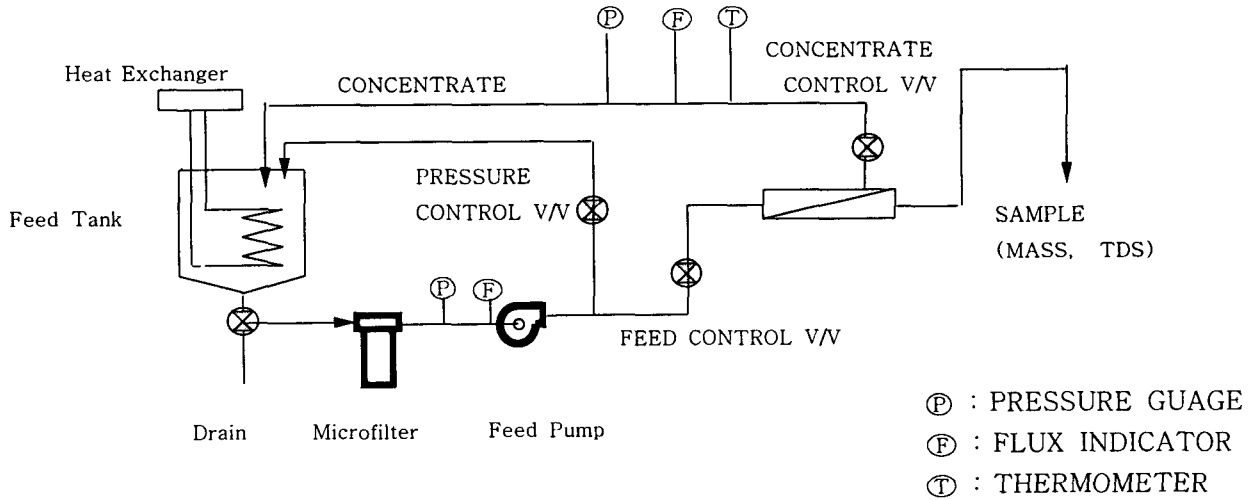 Ⓟ Ⓕ Ⓣ
Heat Exchanger
CONCENTRATE
CONCENTRATE
CONTROL V/V
PRESSURE
CONTROL V/V
Feed Tank
SAMPLE
(MASS, TDS)
Ⓟ Ⓕ
FEED CONTROL V/V
Drain
Microfilter
Feed Pump
Ⓟ : PRESSURE GUAGE
Ⓕ : FLUX INDICATOR
Ⓣ : THERMOMETER